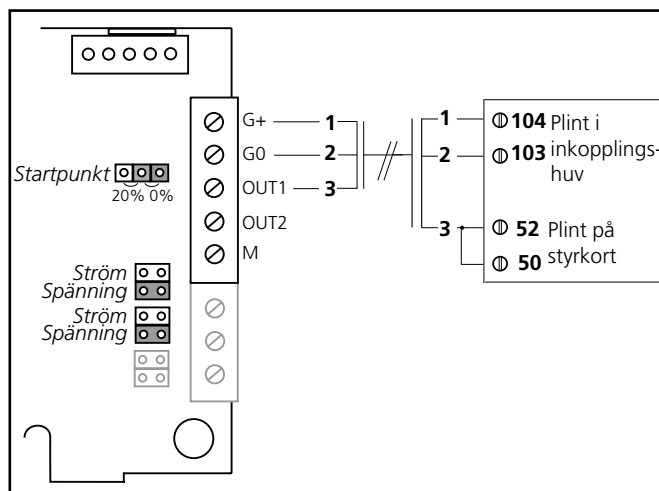 G+ 1 1 104 Plint i
G0 2 2 103 inkopplings-
huv
Startpunkt OUT1 3
20% 0%
OUT2 3 52 Plint på
M 50 styrkort
Ström
Spänning
Ström
Spänning